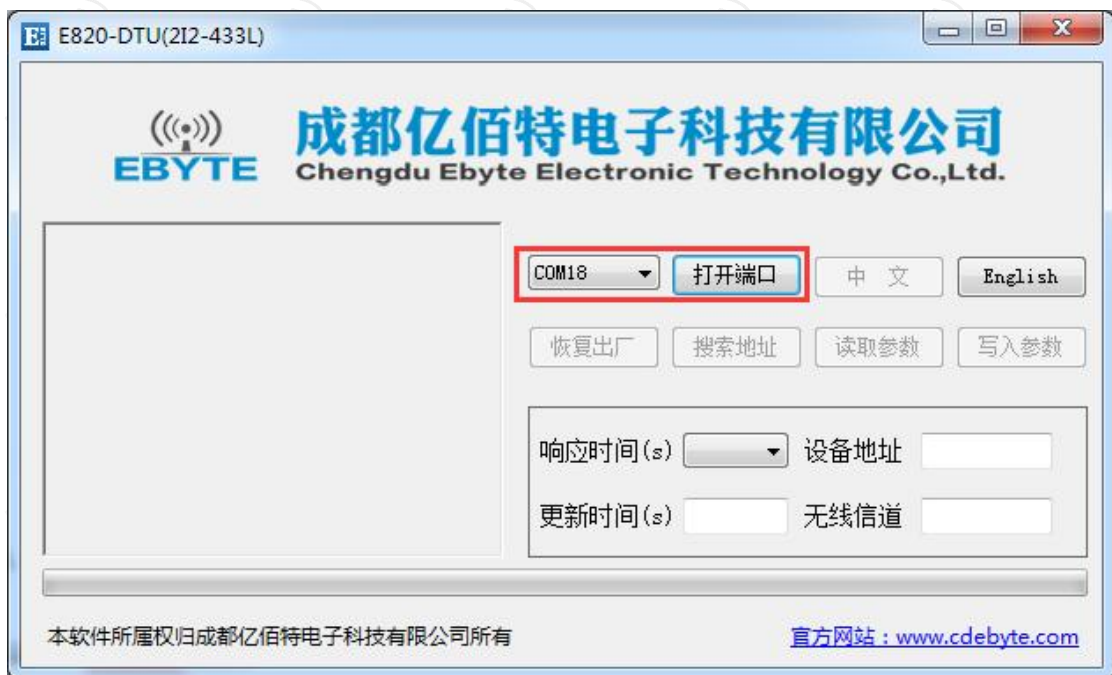 E820-DTU(2I2-433L)
成都亿佰特电子科技有限公司
EBYTE
Chengdu Ebyte Electronic Technology Co.,Ltd.
COM18 打开端口 中 文 English
恢复出厂 搜索地址 读取参数 写入参数
响应时间(s) 设备地址
更新时间(s) 无线信道
本软件所属权归成都亿佰特电子科技有限公司所有 官方网站：www.cdebyte.com